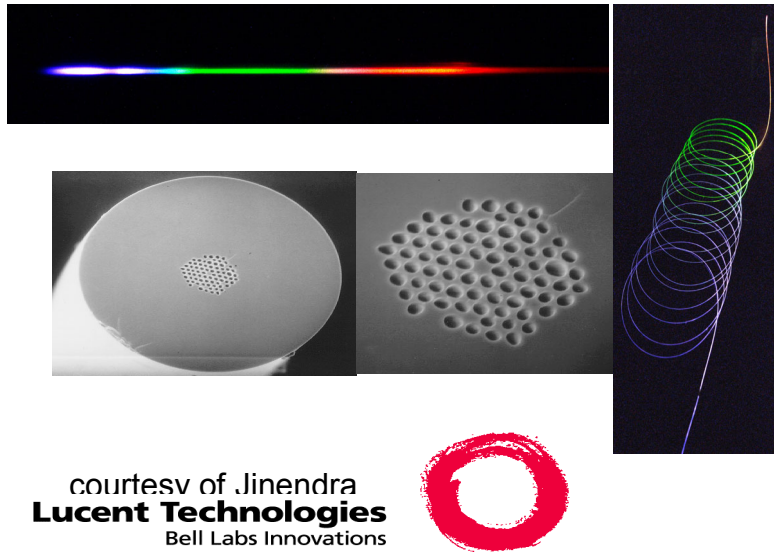 courtesy of Jinendra
Lucent Technologies
Bell Labs Innovations